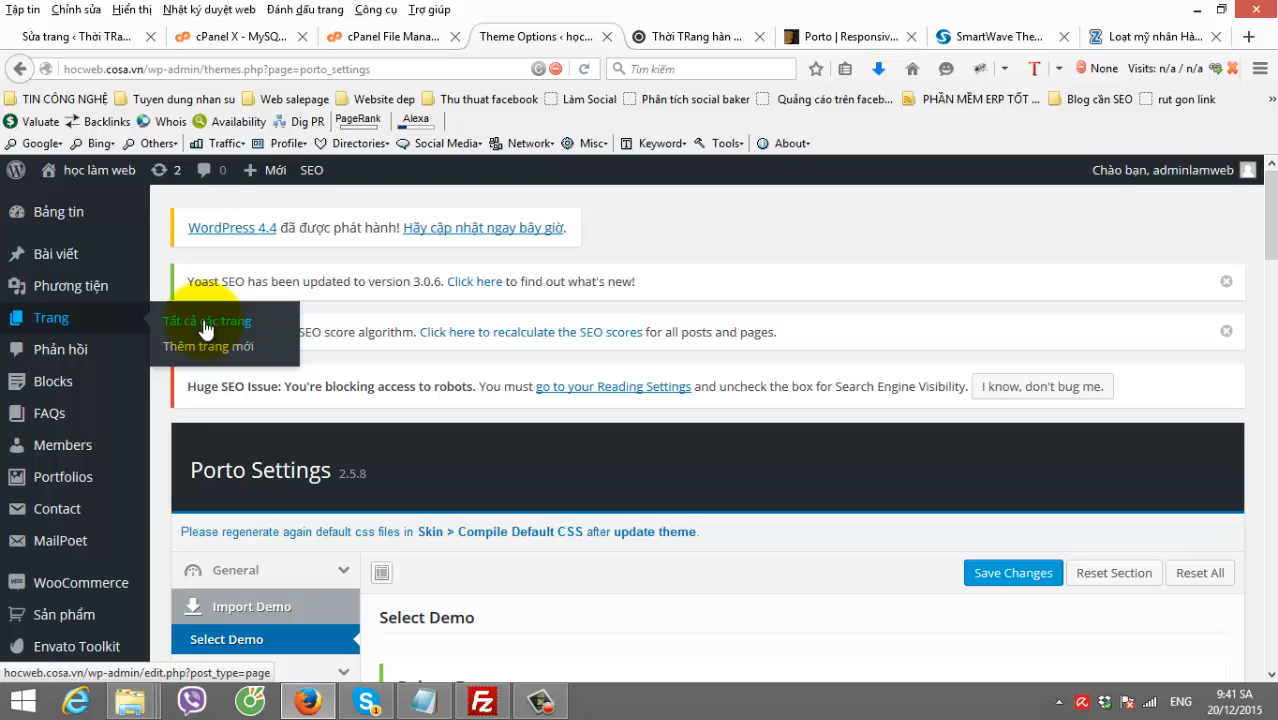 Tập tin Chỉnh sửa Hiển thị Nhật ký duyệt web Đánh dấu trang Công cụ Trợ giúp
Sửa trang ‹ Thời TRa... cPanel X - MySQ... cPanel File Mana... Theme Options ‹ học... Thời TRang hàn ... Porto | Responsiv... SmartWave The... Loạt mỹ nhân Hà...
hocweb.cosa.vn/wp-admin/themes.php?page=porto_settings Tìm kiếm None Visits: n/a / n/a
TIN CÔNG NGHỆ Tuyen dung nhan su Web salepage Website dep Thu thuat facebook Làm Social Phân tích social baker Quảng cáo trên faceb... PHẦN MỀM ERP TỐT ... Blog cần SEO rut gon link
Valuate Backlinks Whois Availability Dig PR PageRank Alexa
Google Bing Others Traffic Profile Directories Social Media Network Misc Keyword Tools About
học làm web 2 0 Mới SEO Chào bạn, adminlamweb
Bảng tin
Bài viết
Phương tiện
Trang
Phản hồi
Blocks
FAQs
Members
Portfolios
Contact
MailPoet
WooCommerce
Sản phẩm
Envato Toolkit
Tất cả các trang
Thêm trang mới
WordPress 4.4 đã được phát hành! Hãy cập nhật ngay bây giờ.
Yoast SEO has been updated to version 3.0.6. Click here to find out what's new!
SEO score algorithm. Click here to recalculate the SEO scores for all posts and pages.
Huge SEO Issue: You're blocking access to robots. You must go to your Reading Settings and uncheck the box for Search Engine Visibility. I know, don't bug me.
Porto Settings 2.5.8
Please regenerate again default css files in Skin > Compile Default CSS after update theme.
General
Import Demo
Select Demo
Save Changes Reset Section Reset All
Select Demo
hocweb.cosa.vn/wp-admin/edit.php?post_type=page
ENG
9:41 SA
20/12/2015